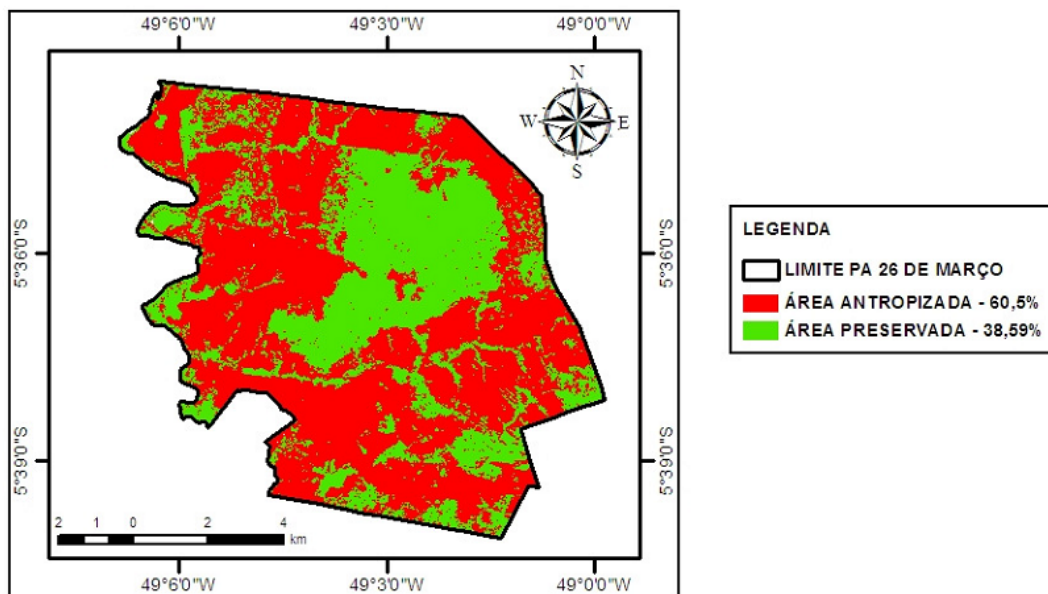 49°6'0"W 49°3'0"W 49°0'0"W
N
W E
S
5°36'0"S 5°36'0"S
5°39'0"S 5°39'0"S
2 1 0 2 4
km
49°6'0"W 49°3'0"W 49°0'0"W
LEGENDA
LIMITE PA 26 DE MARÇO
ÁREA ANTROPIZADA - 60,5%
ÁREA PRESERVADA - 38,59%